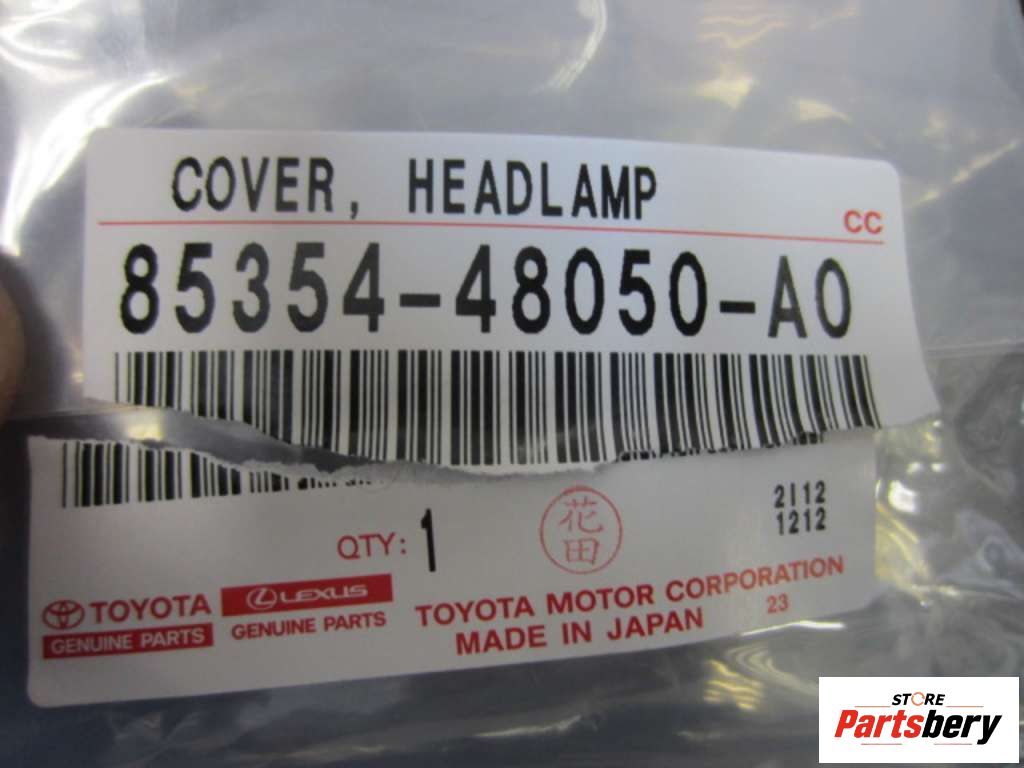 COVER, HEADLAMP
CC
85354-48050-A0
QTY: 1
花田
2112
1212
TOYOTA
GENUINE PARTS
LEXUS
GENUINE PARTS
TOYOTA MOTOR CORPORATION
MADE IN JAPAN 23
STORE
Partsbery